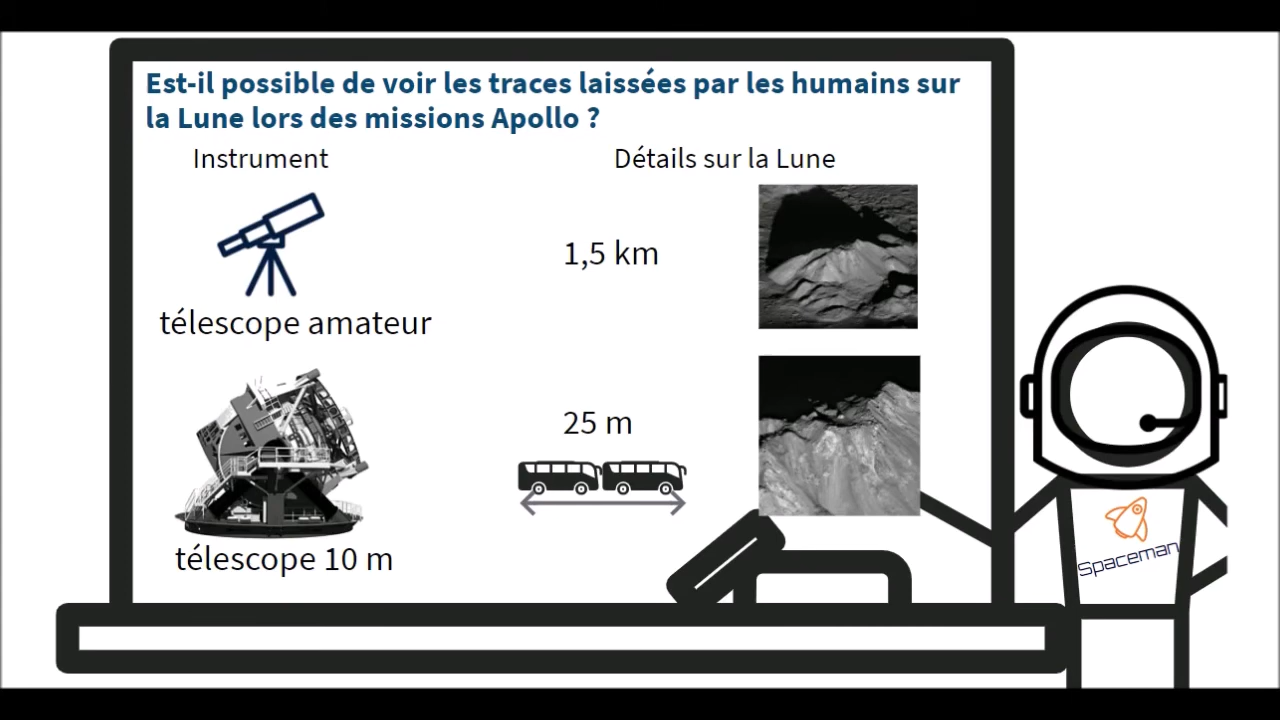 Est-il possible de voir les traces laissées par les humains sur
la Lune lors des missions Apollo ?
Instrument
Détails sur la Lune
1,5 km
télescope amateur
25 m
télescope 10 m
Spaceman